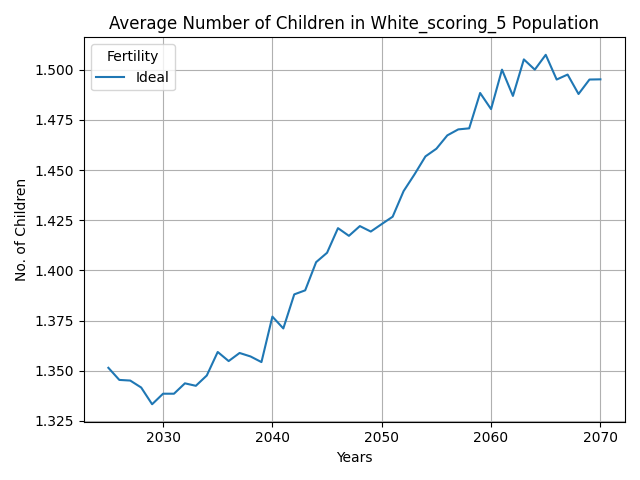 Average Number of Children in White_scoring_5 Population
Fertility
Ideal
No. of Children
1.500
1.475
1.450
1.425
1.400
1.375
1.350
1.325
2030 2040 2050 2060 2070
Years